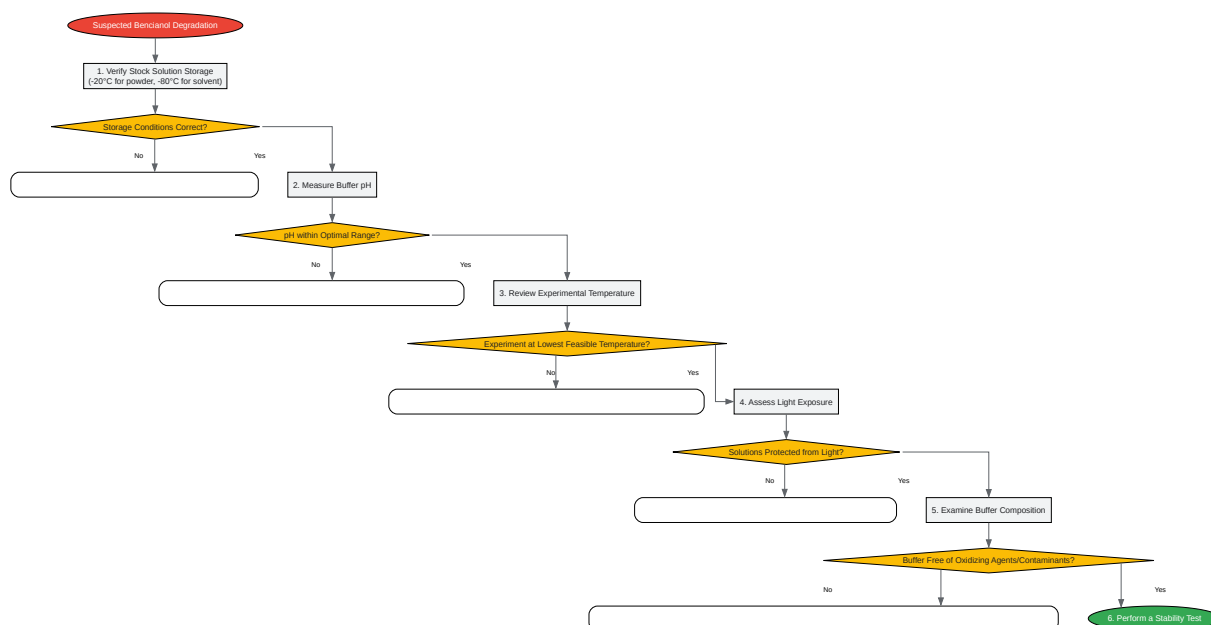 Suspected Bencianol Degradation
1. Verify Stock Solution Storage
(-20°C for powder, -80°C for solvent)
Storage Conditions Correct?
No
Yes
2. Measure Buffer pH
pH within Optimal Range?
No
Yes
3. Review Experimental Temperature
Experiment at Lowest Feasible Temperature?
No
Yes
4. Assess Light Exposure
Solutions Protected from Light?
No
Yes
5. Examine Buffer Composition
Buffer Free of Oxidizing Agents/Contaminants?
No
Yes
6. Perform a Stability Test